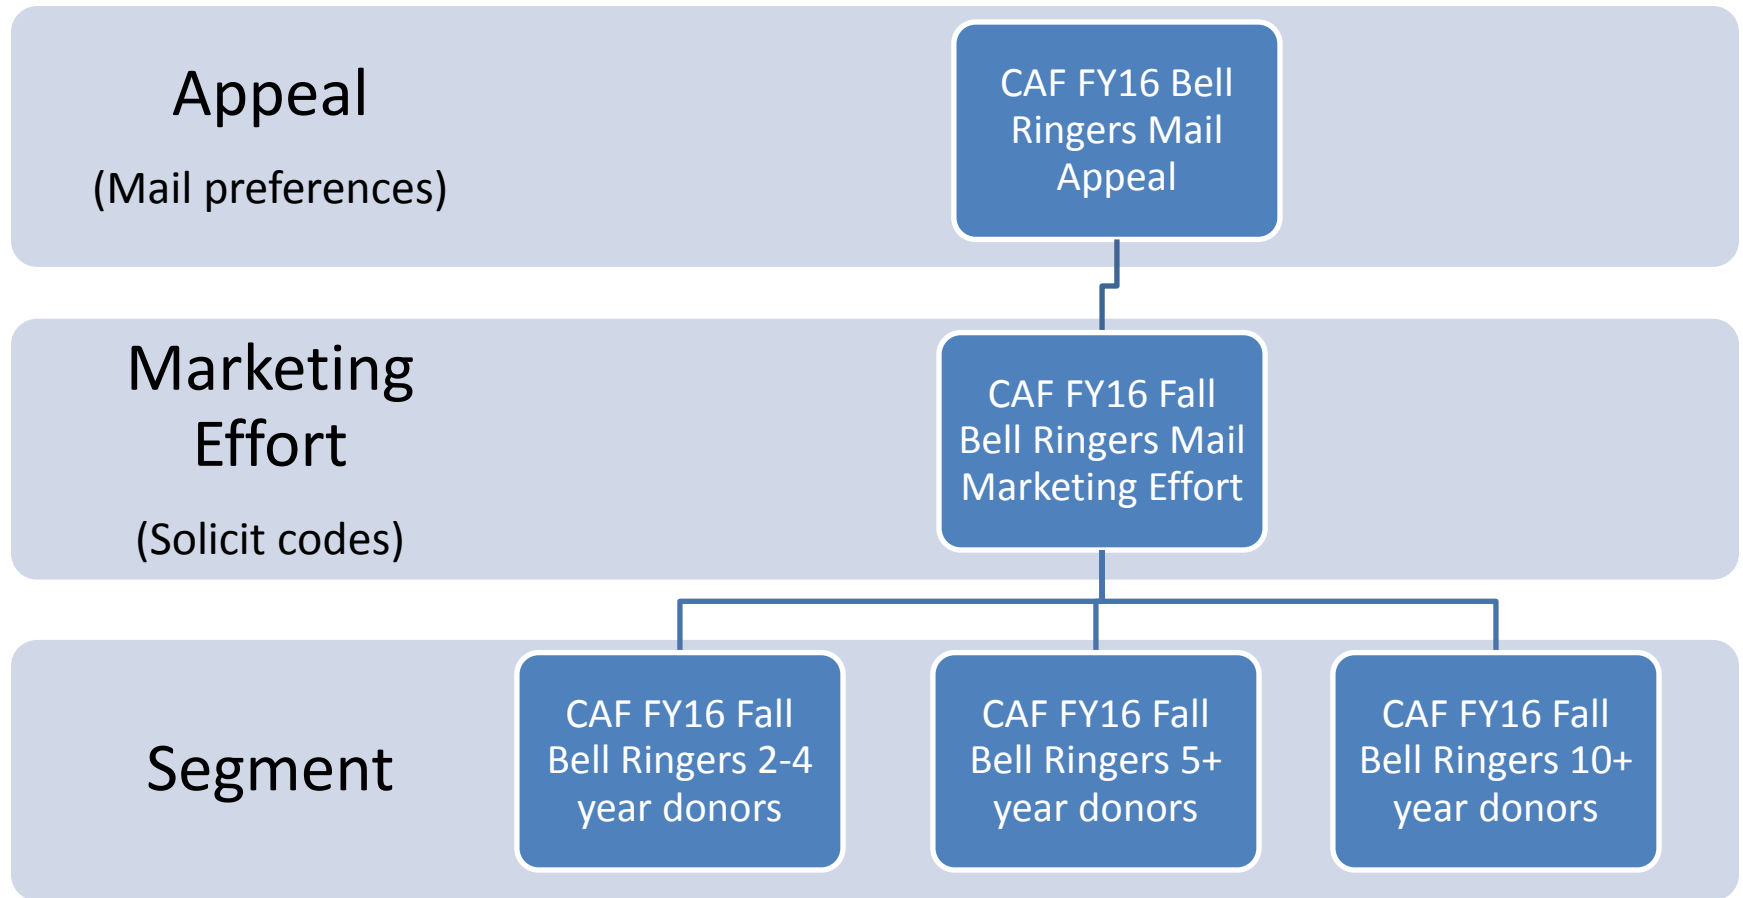 Appeal
(Mail preferences)
CAF FY16 Bell
Ringers Mail
Appeal
Marketing
Effort
(Solicit codes)
CAF FY16 Fall
Bell Ringers Mail
Marketing Effort
Segment
CAF FY16 Fall
Bell Ringers 2-4
year donors
CAF FY16 Fall
Bell Ringers 5+
year donors
CAF FY16 Fall
Bell Ringers 10+
year donors